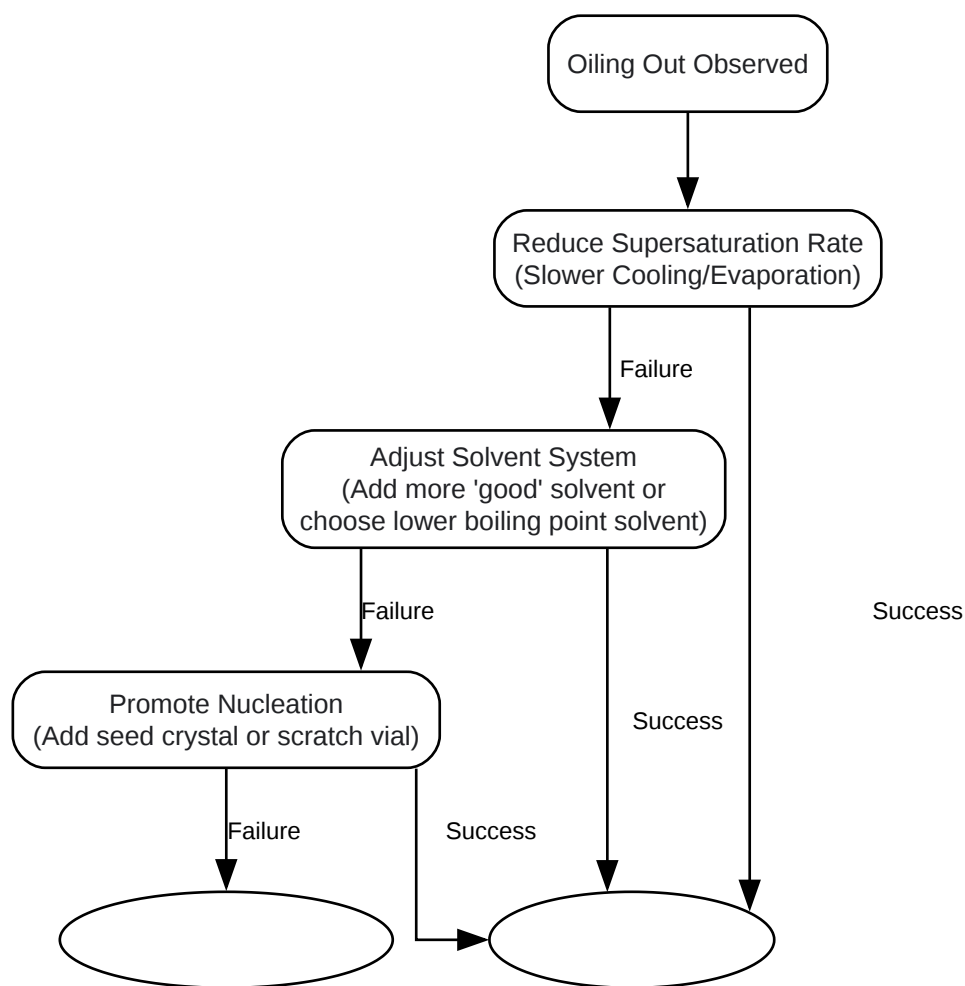 Oiling Out Observed
Reduce Supersaturation Rate
(Slower Cooling/Evaporation)
Failure
Adjust Solvent System
(Add more 'good' solvent or
choose lower boiling point solvent)
Failure
Success
Promote Nucleation
(Add seed crystal or scratch vial)
Success
Failure
Success